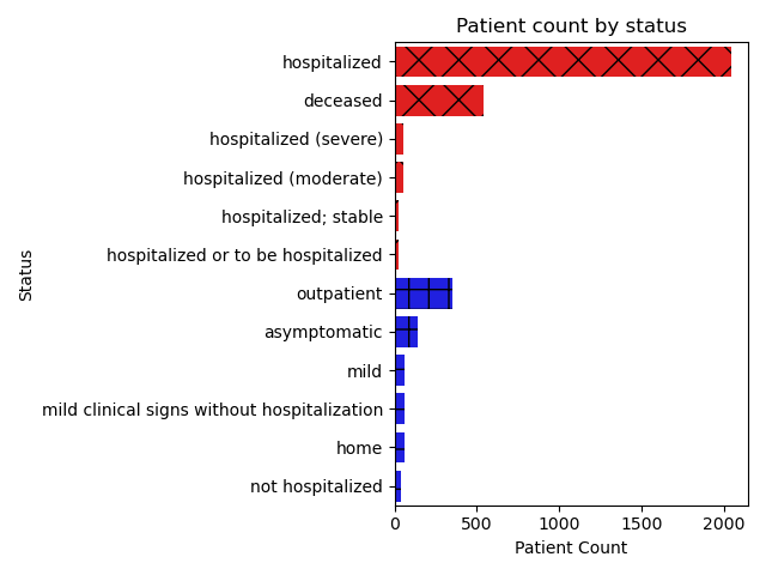 Patient count by status
hospitalized
deceased
hospitalized (severe)
hospitalized (moderate)
hospitalized; stable
hospitalized or to be hospitalized
outpatient
asymptomatic
mild
mild clinical signs without hospitalization
home
not hospitalized
Status
0 500 1000 1500 2000
Patient Count